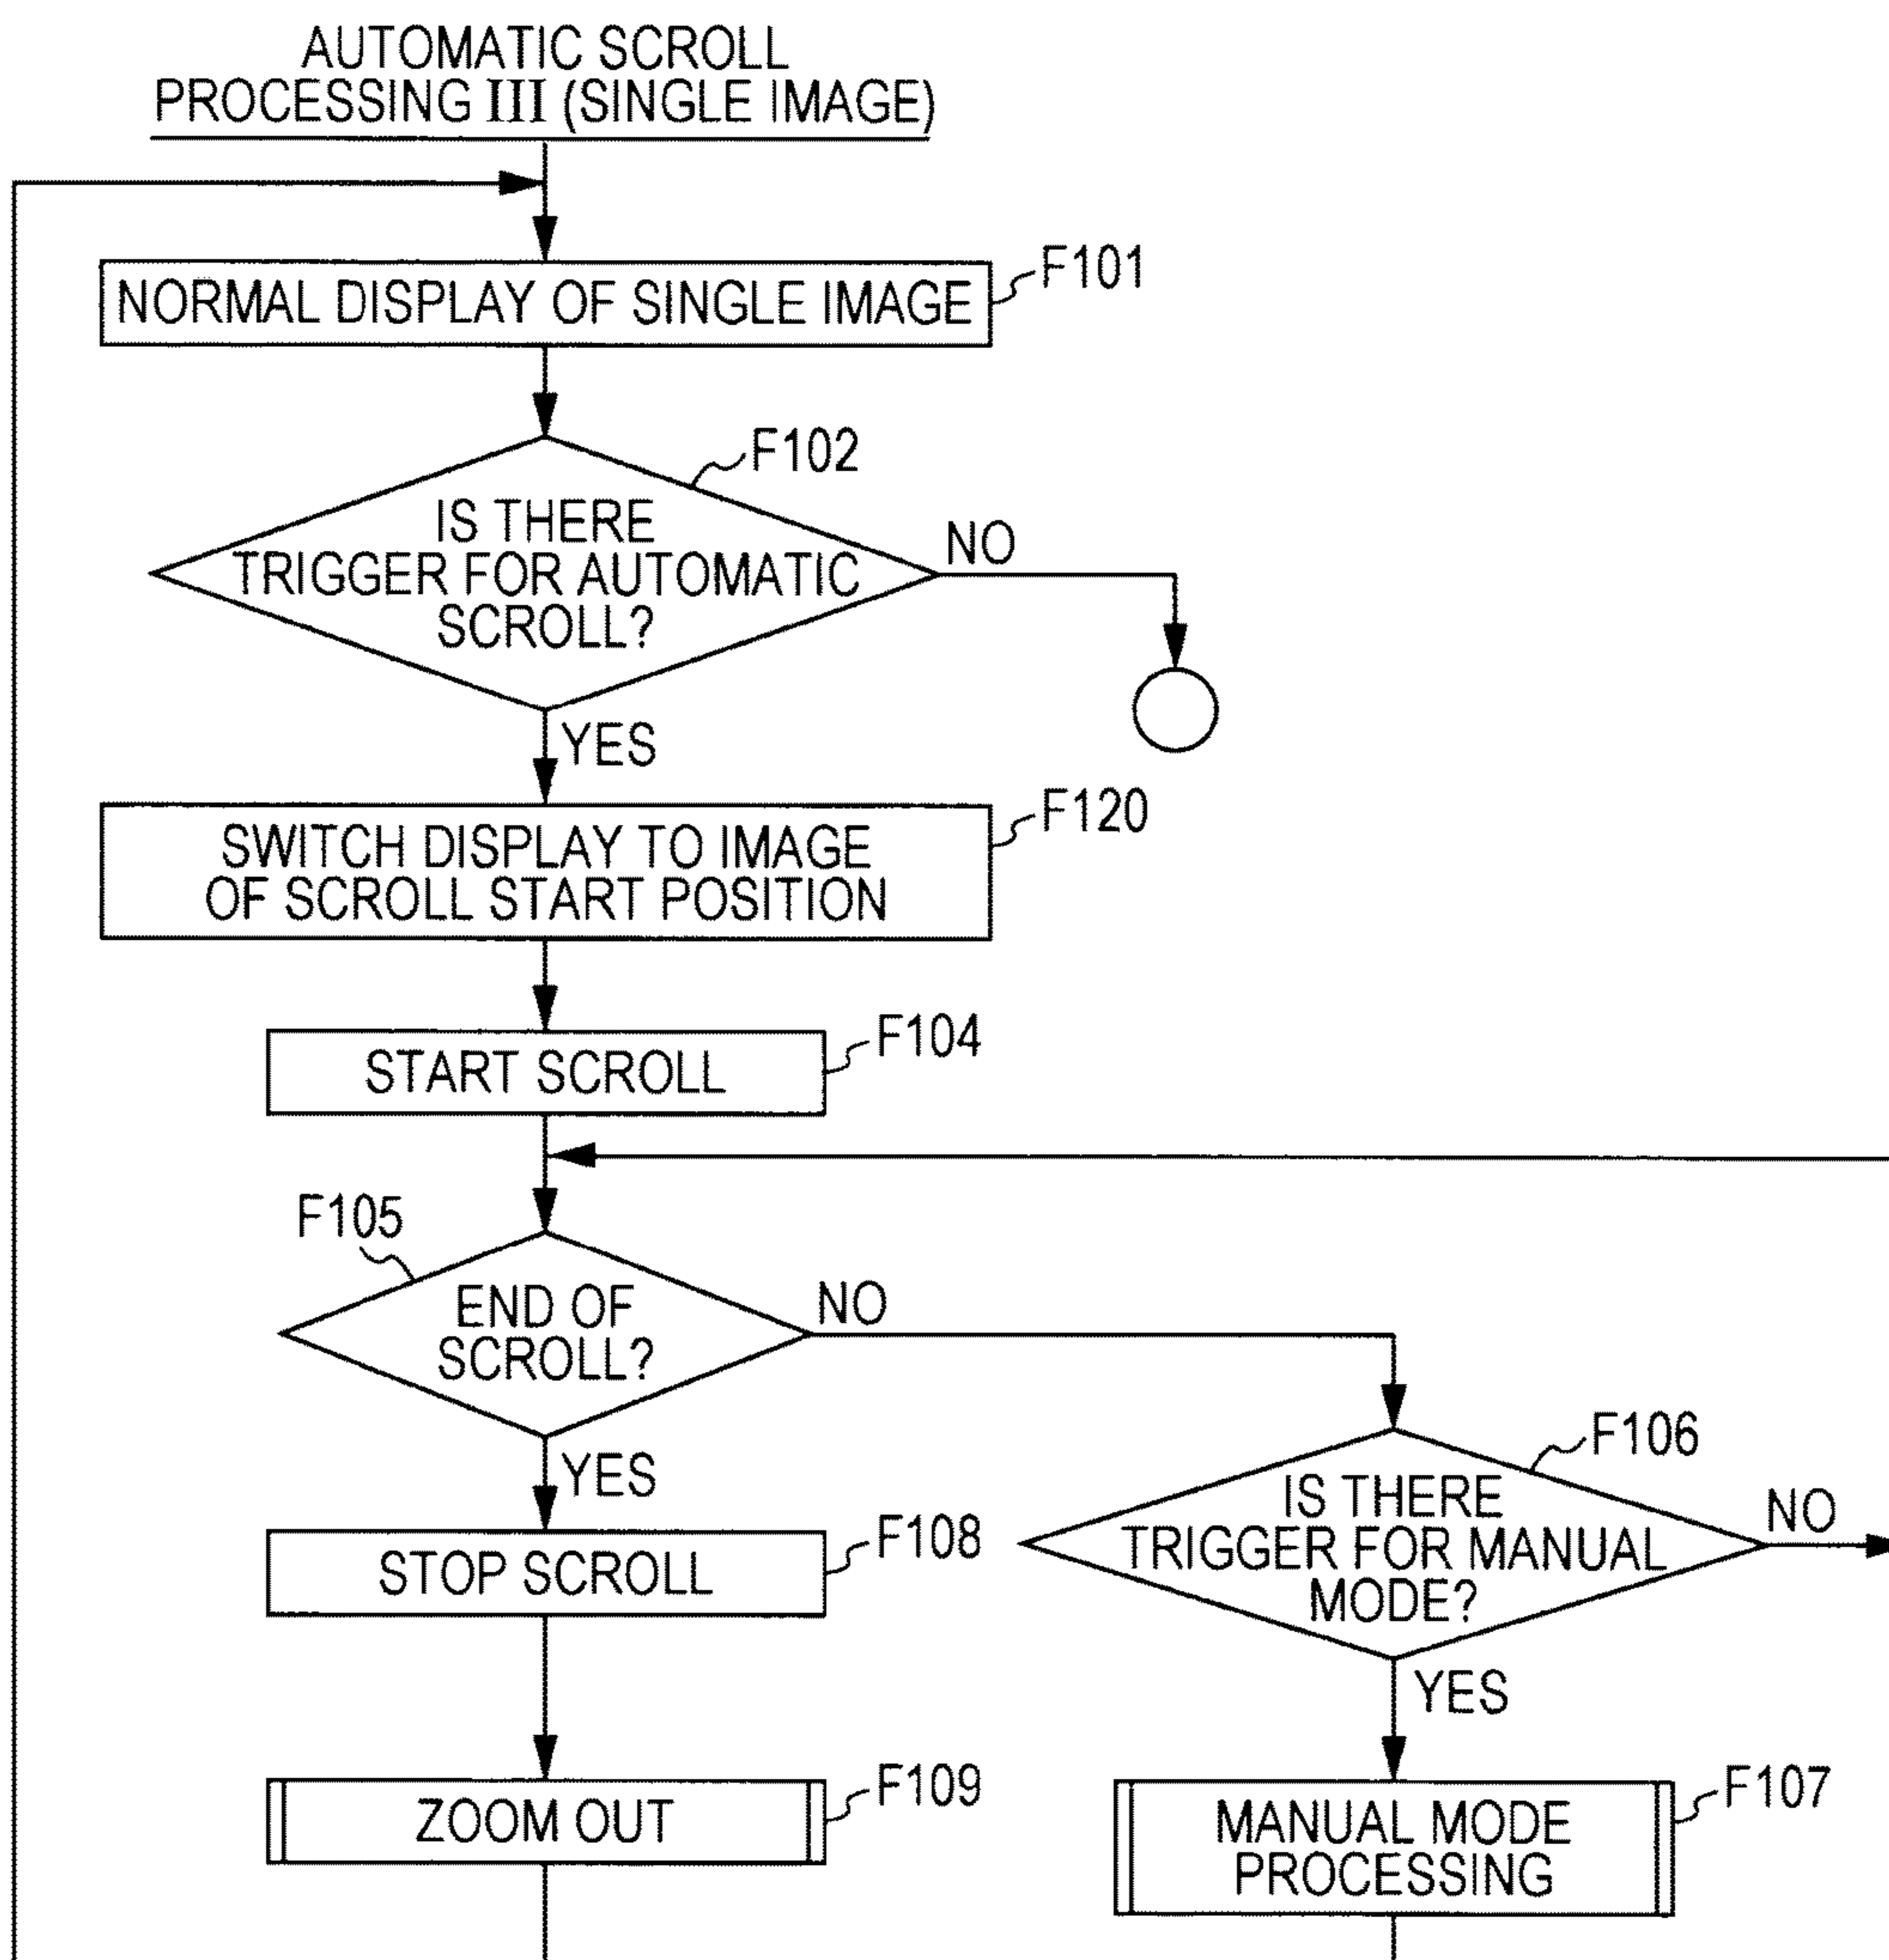 AUTOMATIC SCROLL
PROCESSING III (SINGLE IMAGE)
F101
NORMAL DISPLAY OF SINGLE IMAGE
F102
IS THERE
TRIGGER FOR AUTOMATIC
SCROLL?
NO
YES
F120
SWITCH DISPLAY TO IMAGE
OF SCROLL START POSITION
F104
START SCROLL
F105
END OF
SCROLL?
NO
YES
F106
IS THERE
TRIGGER FOR MANUAL
MODE?
NO
YES
F108
STOP SCROLL
F109
ZOOM OUT
F107
MANUAL MODE
PROCESSING